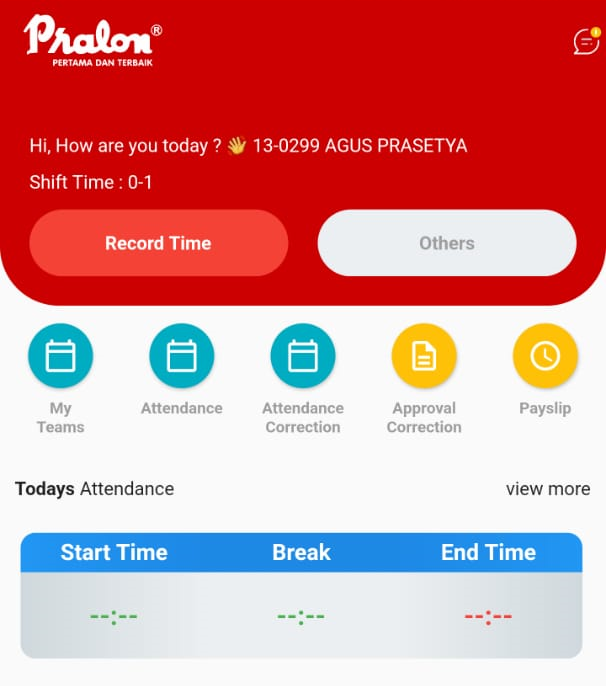 Pralon®
PERTAMA DAN TERBAIK
Hi, How are you today ? 👋 13-0299 AGUS PRASETYA
Shift Time : 0-1
Record Time Others
My Teams Attendance Attendance Correction Approval Correction Payslip
Todays Attendance view more
Start Time Break End Time
--:-- --:-- --:--